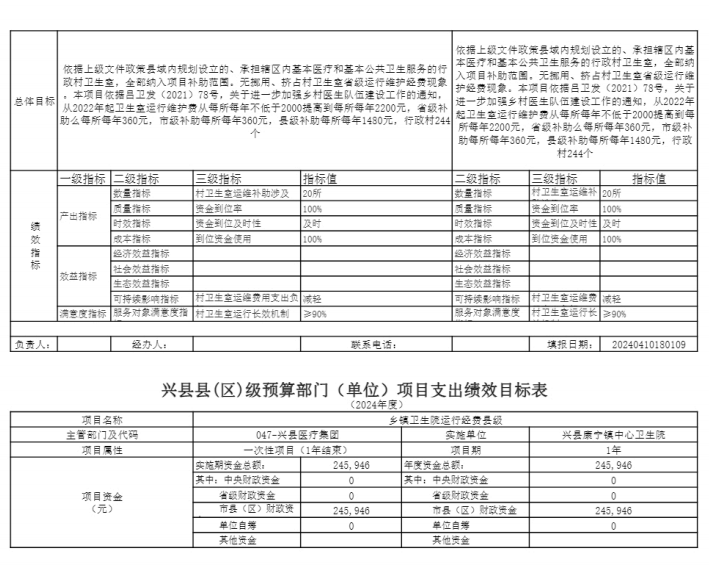 总体目标
依据上级文件政策县域内规划设立的、承担辖区内基本医疗和基本公共卫生服务的行
政村卫生室，全部纳入项目补助范围。无挪用、挤占村卫生室省级运行维护经费现象
。本项目依据吕卫发（2021）78号，关于进一步加强乡村医生队伍建设工作的通知，
从2022年起卫生室运行维护费从每所每年不低于2000提高到每所每年2200元，省级补
助么每所每年360元，市级补助每所每年360元，县级补助每所每年1480元，行政村244
个
依据上级文件政策县域内规划设立的、承担辖区内基
本医疗和基本公共卫生服务的行政村卫生室，全部纳
入项目补助范围。无挪用、挤占村卫生室省级运行维
护经费现象。本项目依据吕卫发（2021）78号，关于
进一步加强乡村医生队伍建设工作的通知，从2022年
起卫生室运行维护费从每所每年不低于2000提高到每
所每年2200元，省级补助么每所每年360元，市级补
助每所每年360元，县级补助每所每年1480元，行政
村244个
绩效指标
一级指标 二级指标 三级指标 指标值 二级指标 三级指标 指标值
产出指标
数量指标 村卫生室运维补助涉及 20所 数量指标 村卫生室运维补 20所
质量指标 资金到位率 100% 质量指标 资金到位率 100%
时效指标 资金到位及时性 及时 时效指标 资金到位及时性 及时
成本指标 到位资金使用 100% 成本指标 到位资金使用 100%
效益指标
经济效益指标 经济效益指标
社会效益指标 社会效益指标
生态效益指标 生态效益指标
可持续影响指标 村卫生室运维费用支出负 减轻 可持续影响指标 村卫生室运维费 减轻
满意度指标 服务对象满意度指 村卫生室运行长效机制 ≥90% 服务对象满意度 村卫生室运行长 ≥90%
负责人： 经办人： 联系电话： 填报日期： 20240410180109
兴县县(区)级预算部门（单位）项目支出绩效目标表
（2024年度）
项目名称 乡镇卫生院运行经费县级
主管部门及代码 047-兴县医疗集团 实施单位 兴县康宁镇中心卫生院
项目属性 一次性项目（1年结束） 项目期 1年
项目资金
（元）
实施期资金总额： 245,946 年度资金总额： 245,946
其中：中央财政资金 0 其中：中央财政资金 0
省级财政资金 0 省级财政资金 0
市县（区）财政资 245,946 市县（区）财政资金 245,946
单位自筹 0 单位自筹 0
其他资金 其他资金